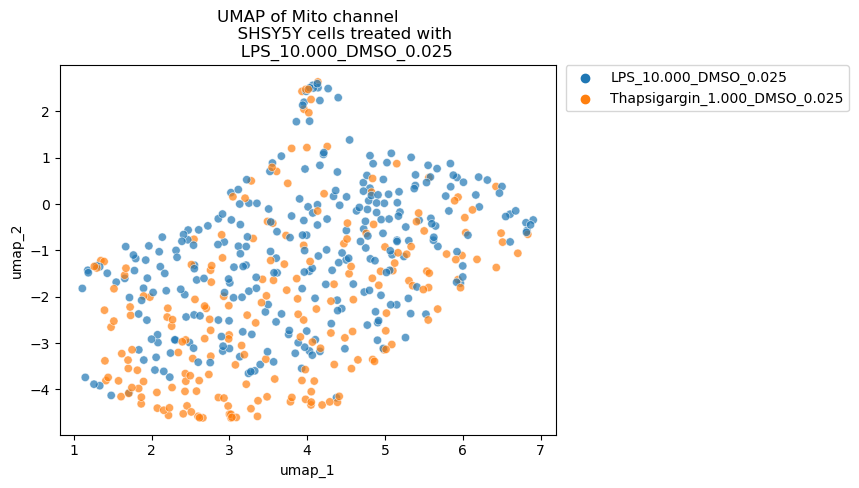 UMAP of Mito channel
SHSY5Y cells treated with
LPS_10.000_DMSO_0.025
LPS_10.000_DMSO_0.025
Thapsigargin_1.000_DMSO_0.025
umap_2
2
1
0
−1
−2
−3
−4
1 2 3 4 5 6 7
umap_1